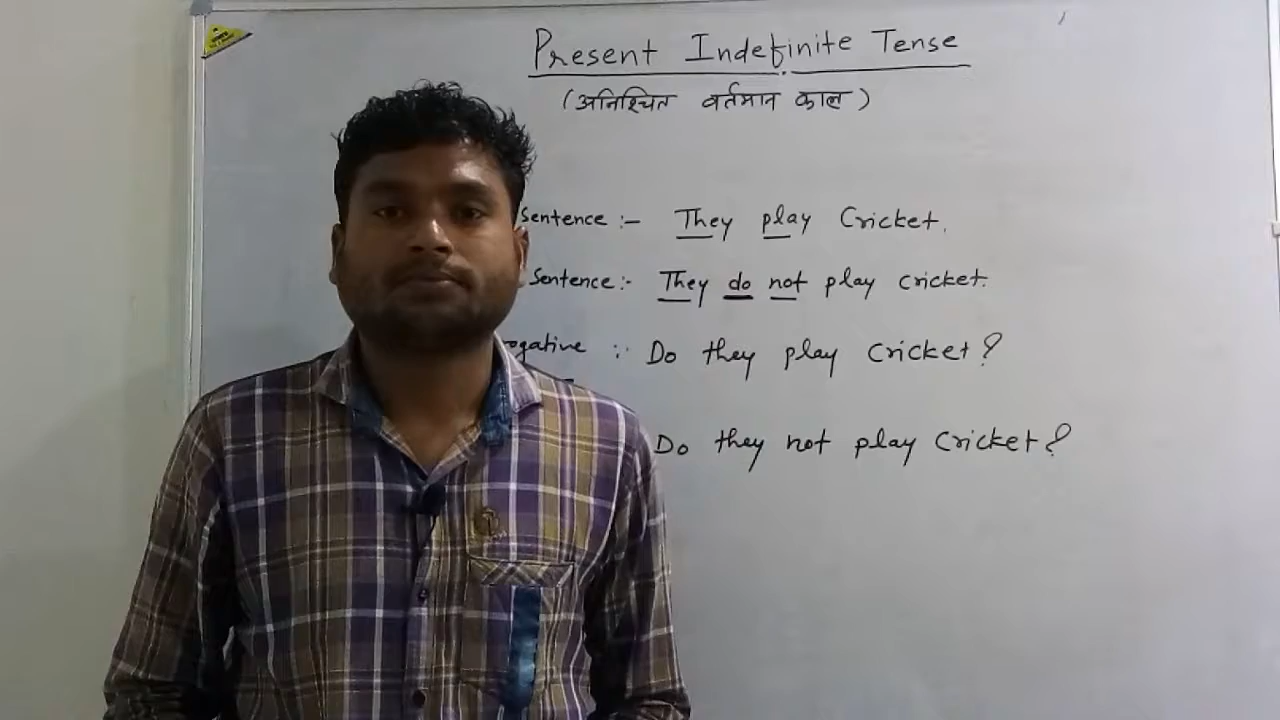 Present Indefinite Tense
(अनिश्चित वर्तमान काल)
Sentence :- They play Cricket.
Sentence :- They do not play cricket.
ogative :- Do they play Cricket?
Do they not play Cricket?